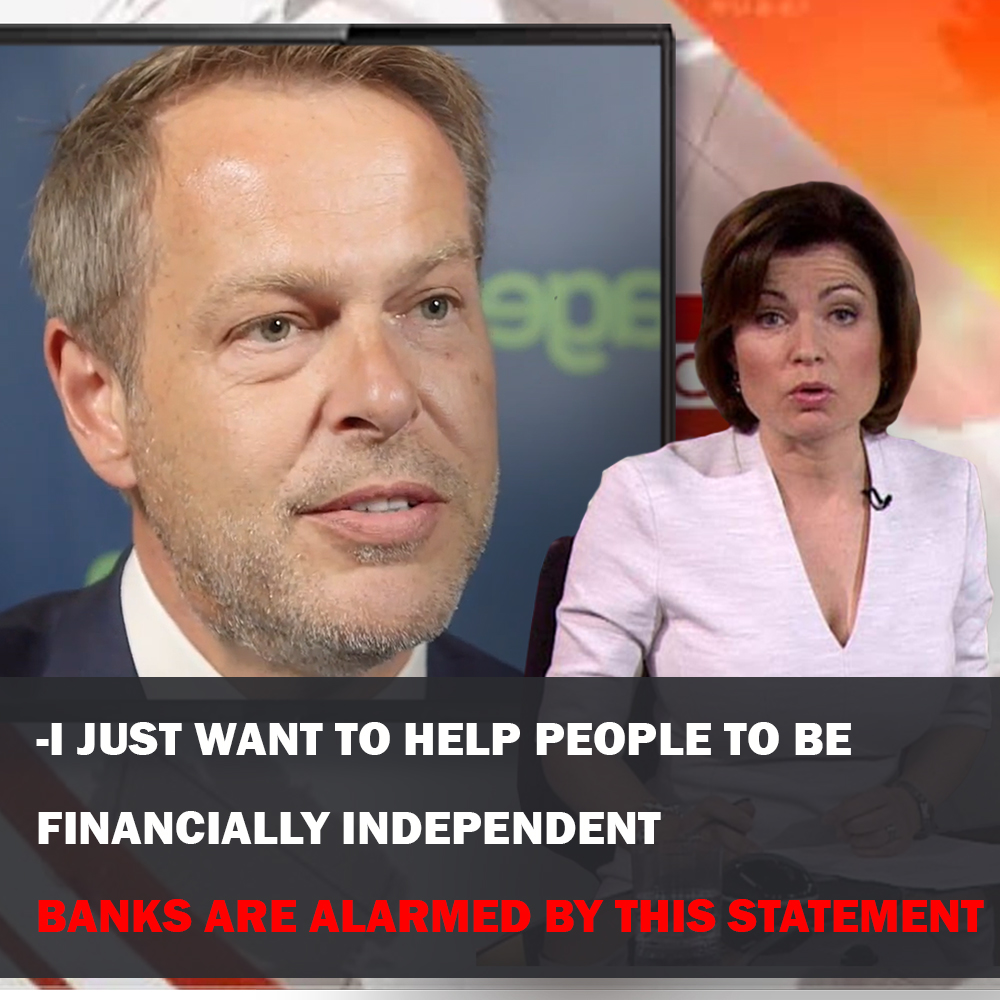 -I JUST WANT TO HELP PEOPLE TO BE
FINANCIALLY INDEPENDENT
BANKS ARE ALARMED BY THIS STATEMENT